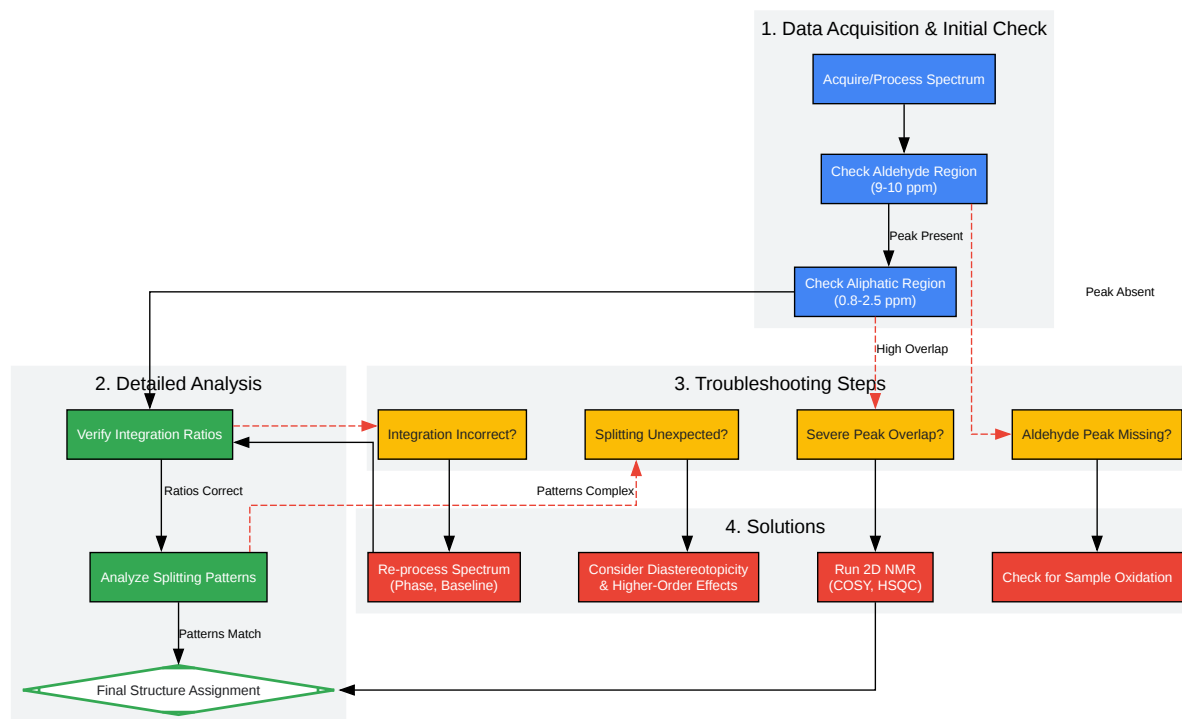 1. Data Acquisition & Initial Check
Acquire/Process Spectrum
Check Aldehyde Region
(9-10 ppm)
Peak Present
Check Aliphatic Region
(0.8-2.5 ppm)
Peak Absent
High Overlap
2. Detailed Analysis
3. Troubleshooting Steps
Verify Integration Ratios
Integration Incorrect?
Splitting Unexpected?
Severe Peak Overlap?
Aldehyde Peak Missing?
Ratios Correct
Patterns Complex
4. Solutions
Analyze Splitting Patterns
Re-process Spectrum
(Phase, Baseline)
Consider Diastereotopicity
& Higher-Order Effects
Run 2D NMR
(COSY, HSQC)
Check for Sample Oxidation
Patterns Match
Final Structure Assignment